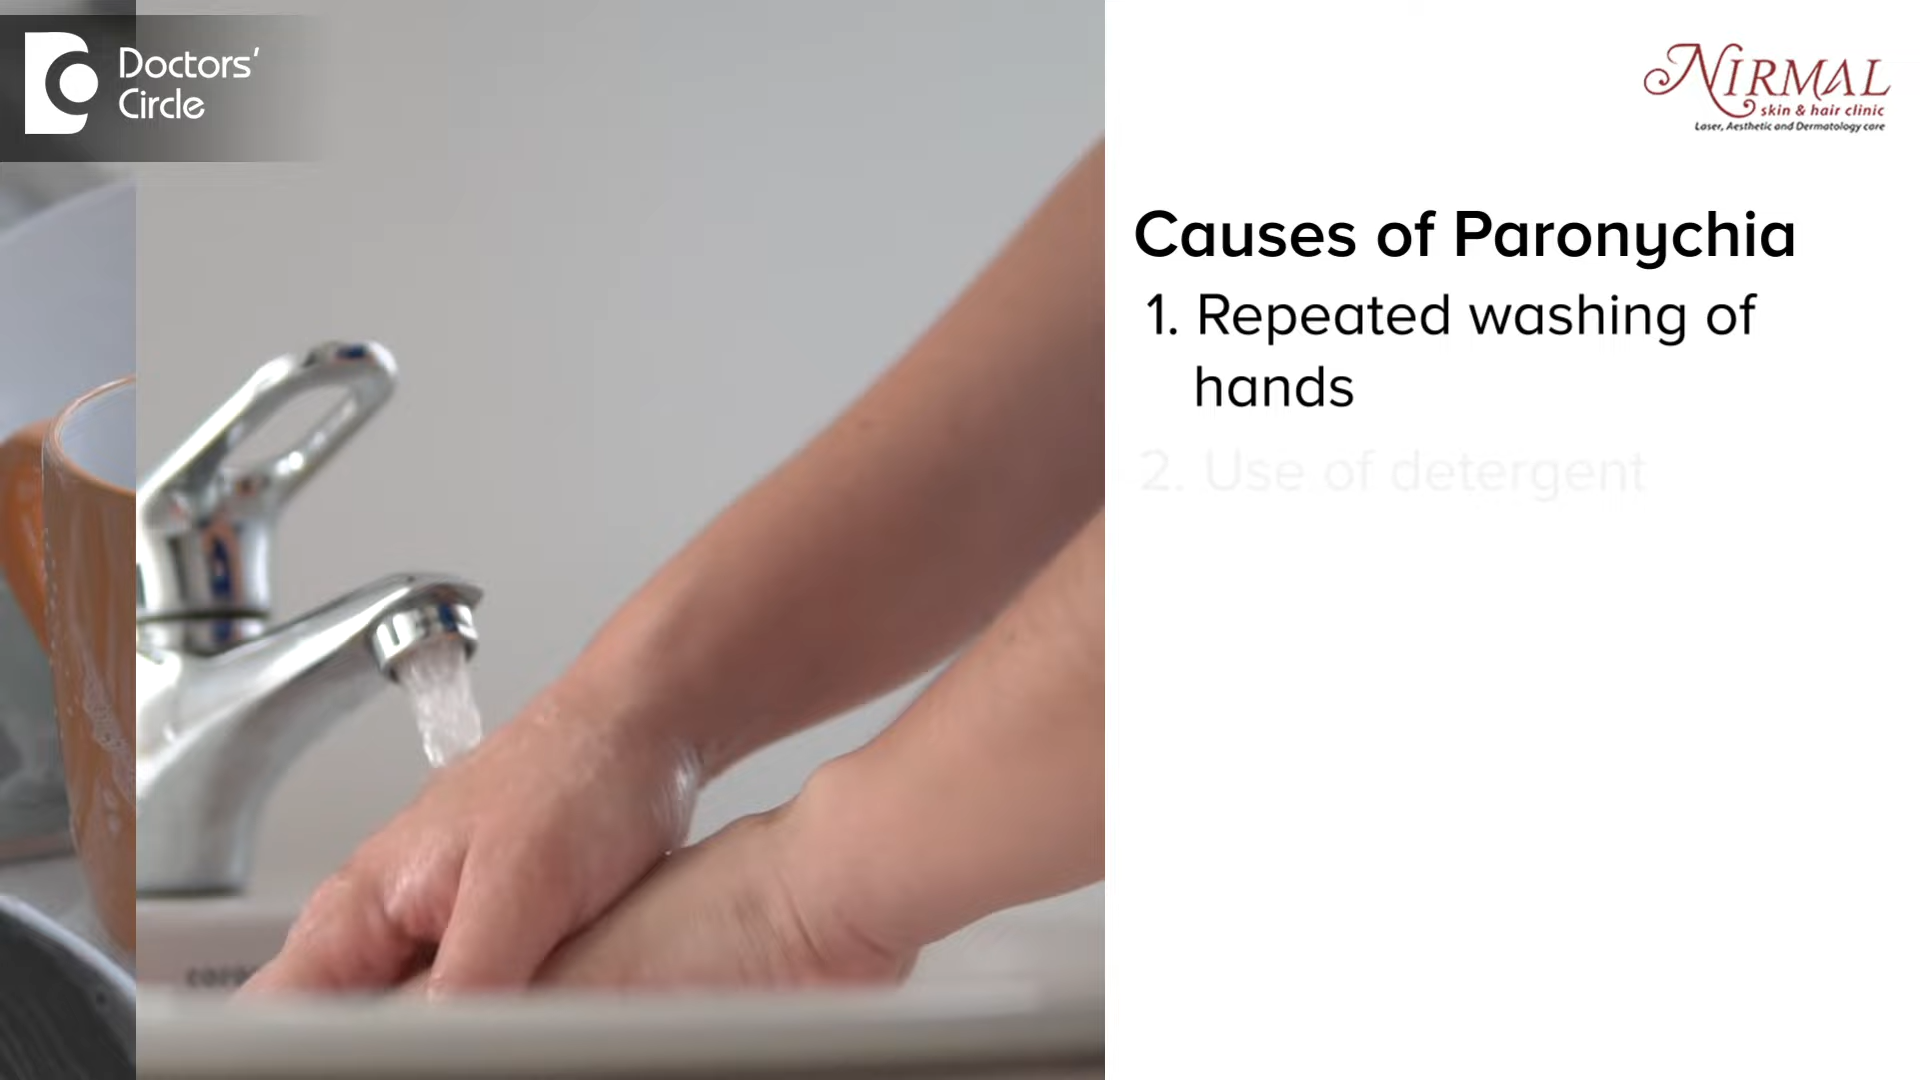 Doctors'
Circle
NIRMAL
skin & hair clinic
Laser, Aesthetic and Dermatology care
Causes of Paronychia
1. Repeated washing of
hands
2. Use of detergent